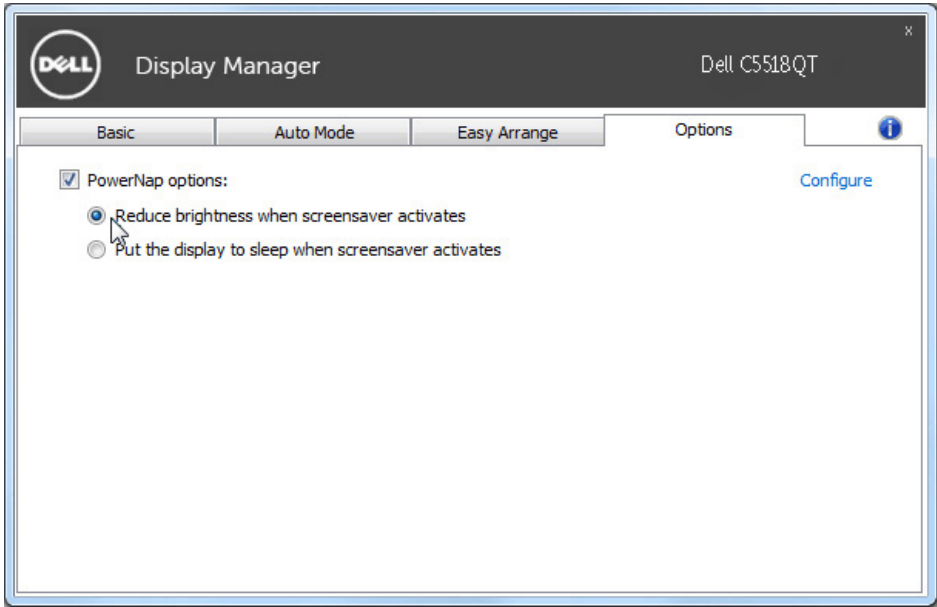 x
DELL Display Manager Dell C5518QT
Basic Auto Mode Easy Arrange Options i
PowerNap options: Configure
Reduce brightness when screensaver activates
Put the display to sleep when screensaver activates